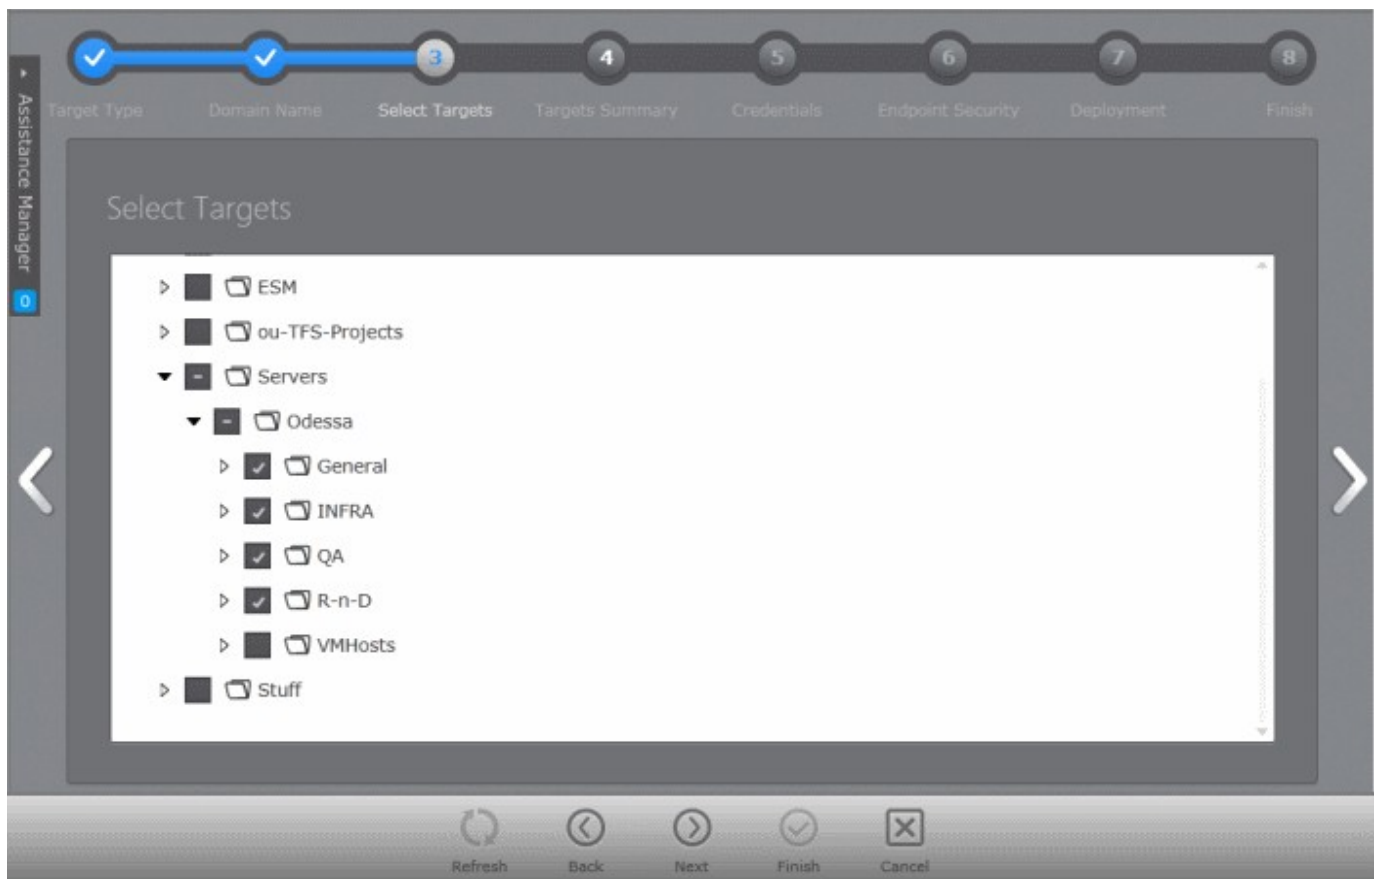 3 4 5 6 7 8
Target Type Domain Name Select Targets Targets Summary Credentials Endpoint Security Deployment Finish
Assistance Manager
0
Select Targets
ESM
ou-TFS-Projects
Servers
Odessa
General
INFRA
QA
R-n-D
VMHosts
Stuff
Refresh Back Next Finish Cancel